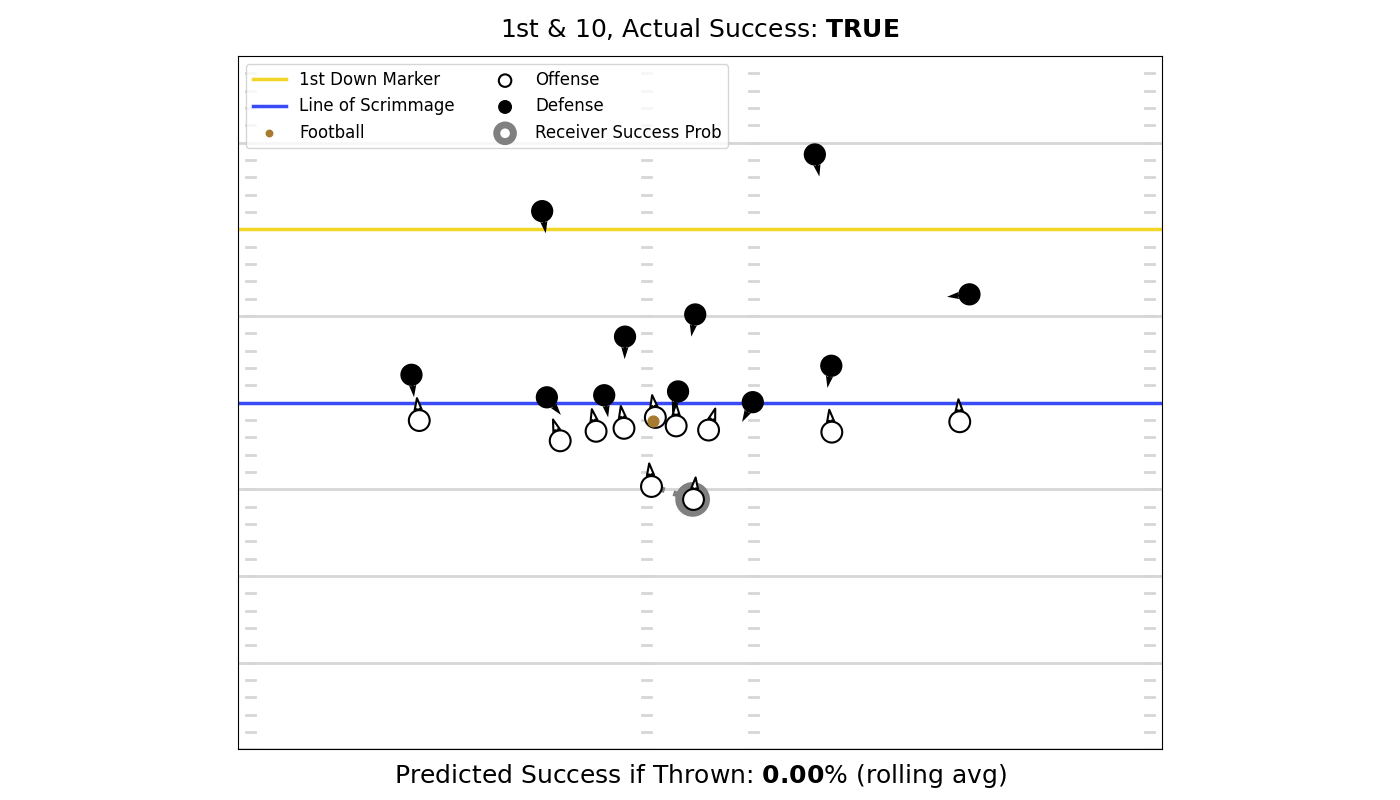 1st & 10, Actual Success: TRUE
1st Down Marker
Line of Scrimmage
Football
Offense
Defense
Receiver Success Prob
Predicted Success if Thrown: 0.00% (rolling avg)